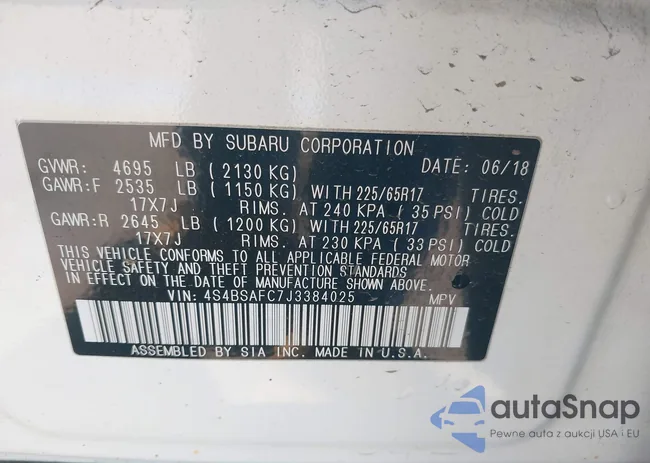 MFD BY SUBARU CORPORATION
GVWR: 4695 LB ( 2130 KG) DATE: 06/18
GAWR:F 2535 LB ( 1150 KG) WITH 225/65R17 TIRES.
17X7J RIMS. AT 240 KPA ( 35 PSI) COLD
GAWR:R 2645 LB ( 1200 KG) WITH 225/65R17 TIRES.
17X7J RIMS. AT 230 KPA ( 33 PSI) COLD
THIS VEHICLE CONFORMS TO ALL APPLICABLE FEDERAL MOTOR
VEHICLE SAFETY AND THEFT PREVENTION STANDARDS
IN EFFECT ON THE DATE OF MANUFACTURE SHOWN ABOVE.
VIN: 4S4BSAFC7J3384025 MPV
ASSEMBLED BY SIA INC. MADE IN U.S.A.
autaSnap
Pewne auta z aukcji USA i EU